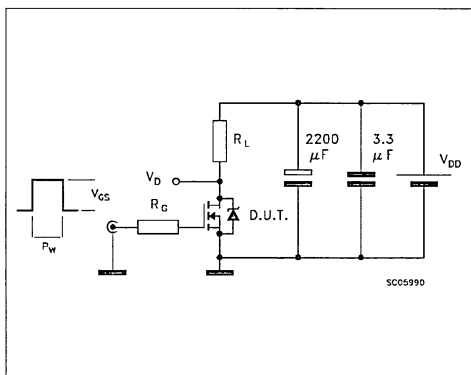 R_L
2200 μF
3.3 μF
V_DD
V_D
V_GS
R_G
D.U.T.
P_W
SC05990